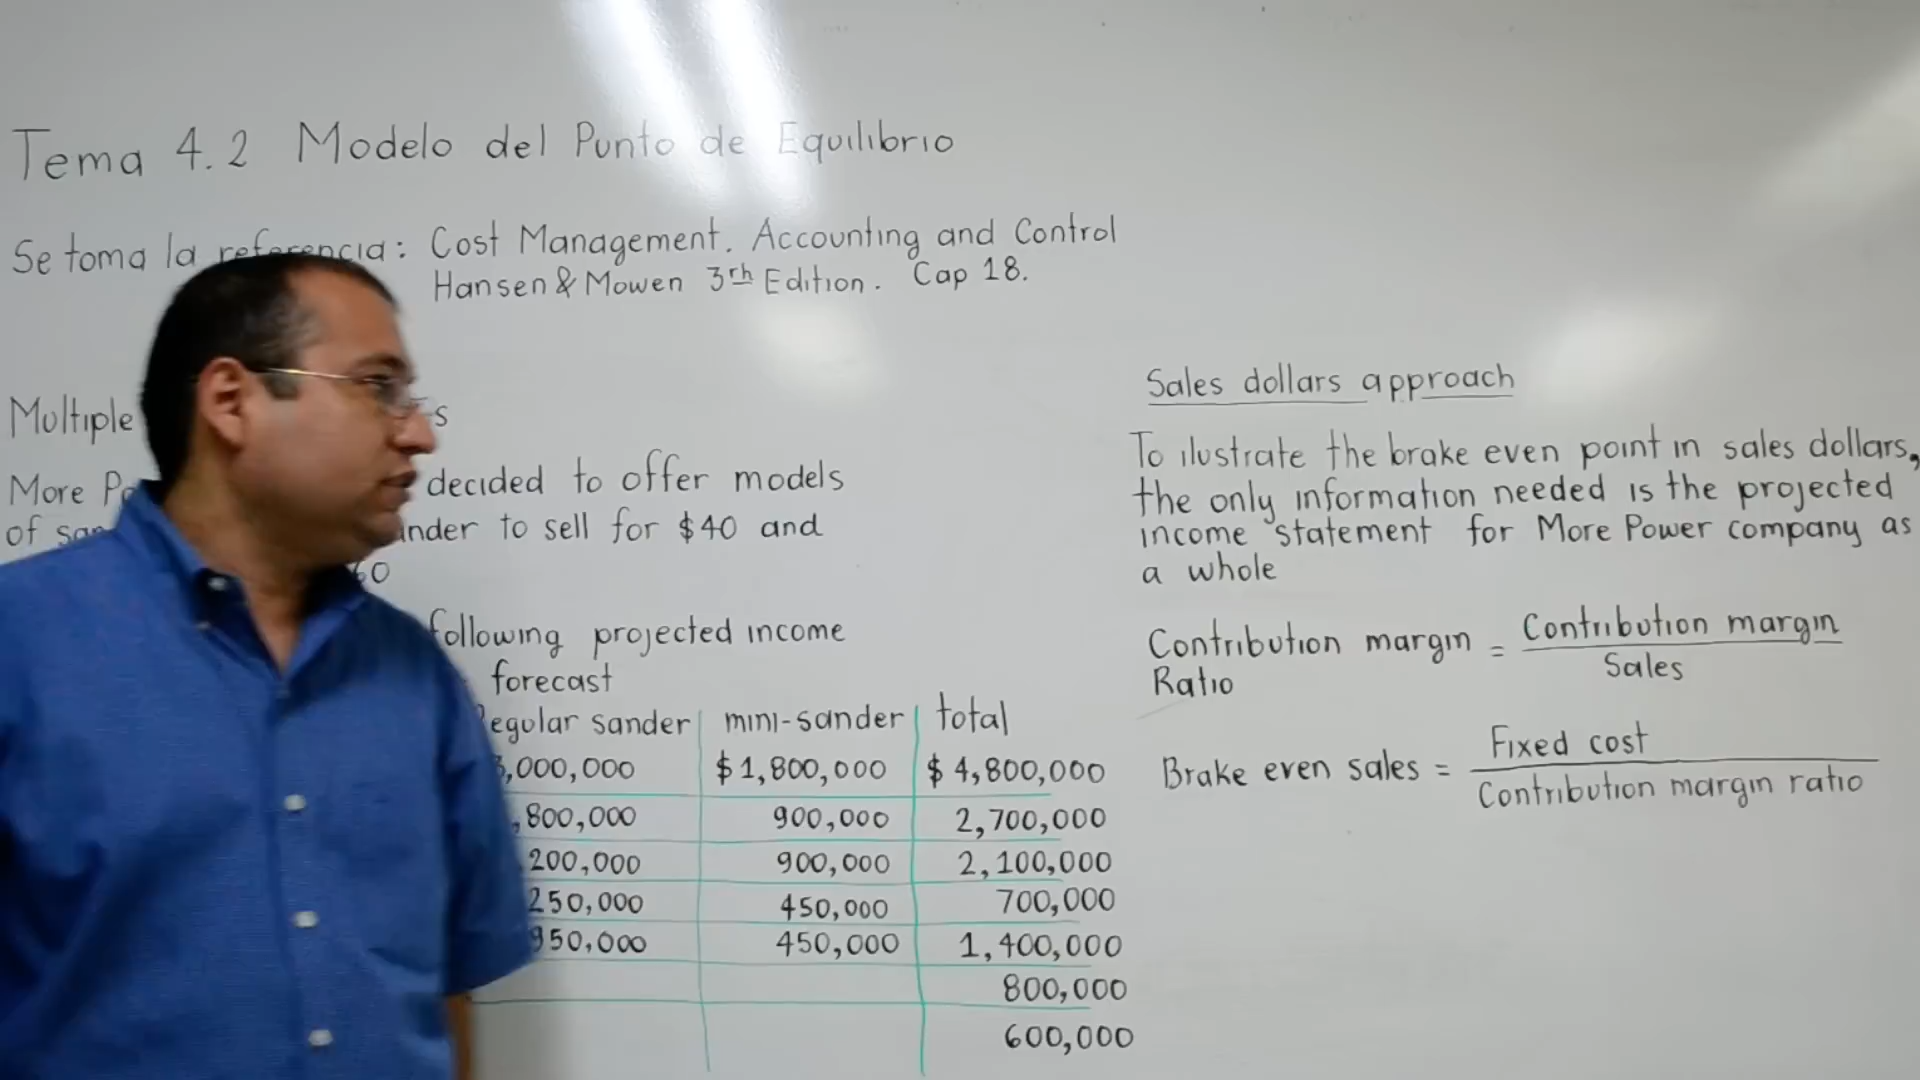 Tema 4.2 Modelo del Punto de Equilibrio
Se toma la referencia: Cost Management. Accounting and Control
Hansen & Mowen 3rh Edition. Cap 18.
Multiple
More decided to offer models
of to sell for $40 and
following projected income
forecast
sander mini-sander total
,000,000 $1,800,000 $4,800,000
,800,000 900,000 2,700,000
200,000 900,000 2,100,000
250,000 450,000 700,000
950,000 450,000 1,400,000
800,000
600,000
Sales dollars approach
To ilustrate the brake even point in sales dollars,
the only information needed is the projected
income statement for More Power company as
a whole
Contribution margin = Contribution margin
Ratio Sales
Brake even sales = Fixed cost
Contribution margin ratio